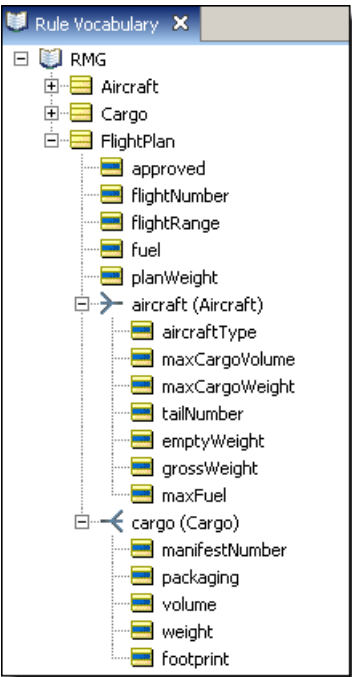 Rule Vocabulary
RMG
Aircraft
Cargo
FlightPlan
approved
flightNumber
flightRange
fuel
planWeight
aircraft (Aircraft)
aircraftType
maxCargoVolume
maxCargoWeight
tailNumber
emptyWeight
grossWeight
maxFuel
cargo (Cargo)
manifestNumber
packaging
volume
weight
footprint